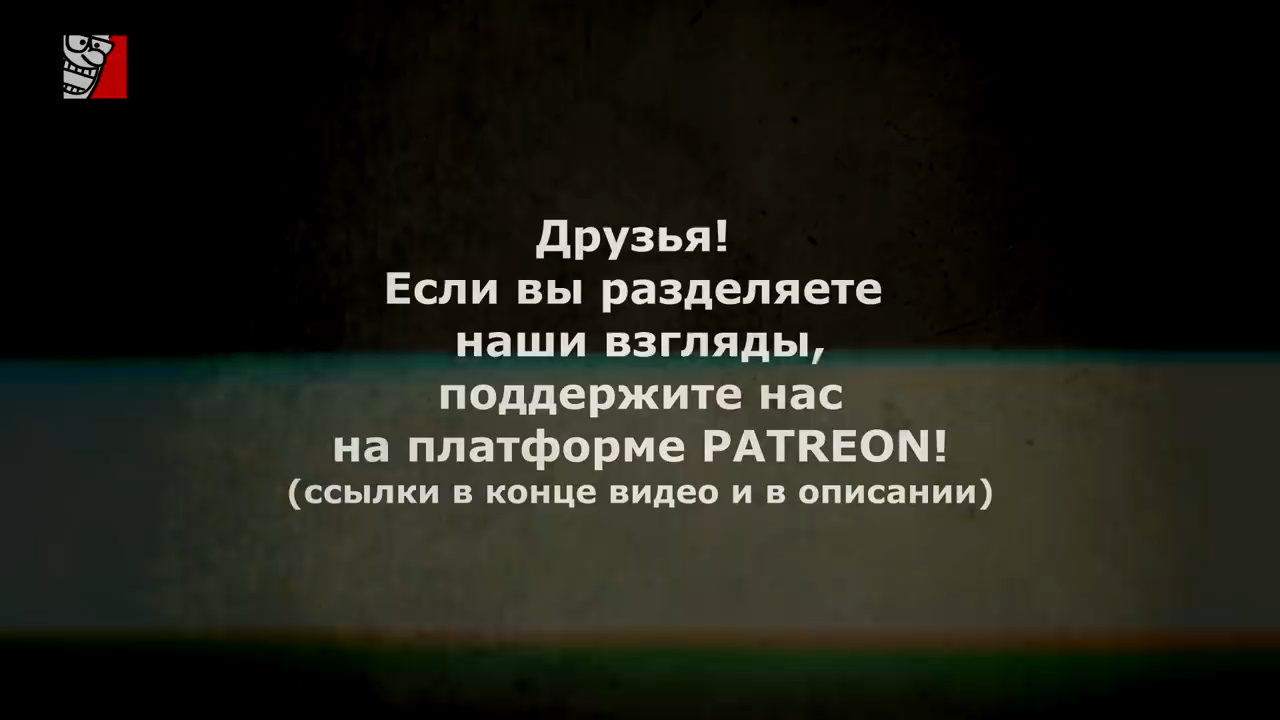 Друзья!
Если вы разделяете
наши взгляды,
поддержите нас
на платформе PATREON!
(ссылки в конце видео и в описании)